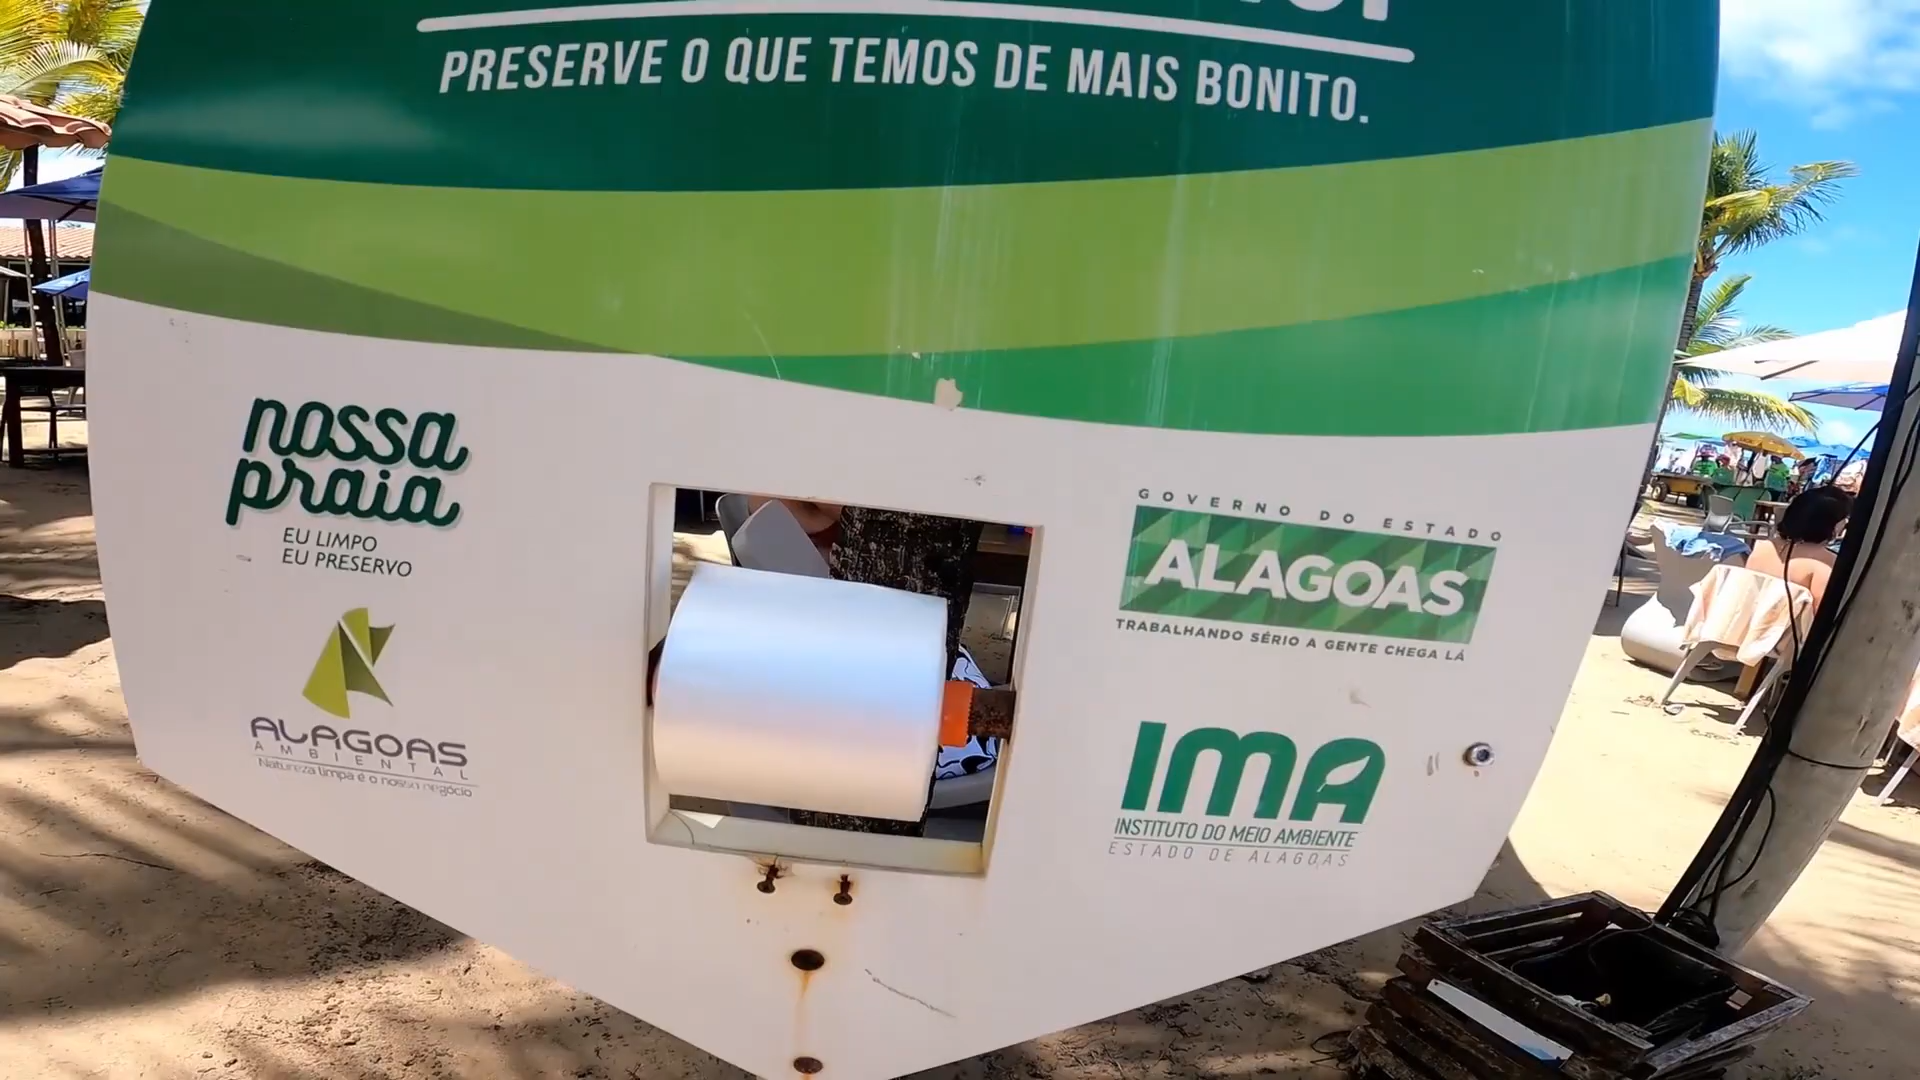 PRESERVE O QUE TEMOS DE MAIS BONITO.
nossa
praia
EU LIMPO
EU PRESERVO
ALAGOAS
AMBIENTAL
Natureza limpa é o nosso negócio
GOVERNO DO ESTADO
ALAGOAS
TRABALHANDO SÉRIO A GENTE CHEGA LÁ
IMA
INSTITUTO DO MEIO AMBIENTE
ESTADO DE ALAGOAS